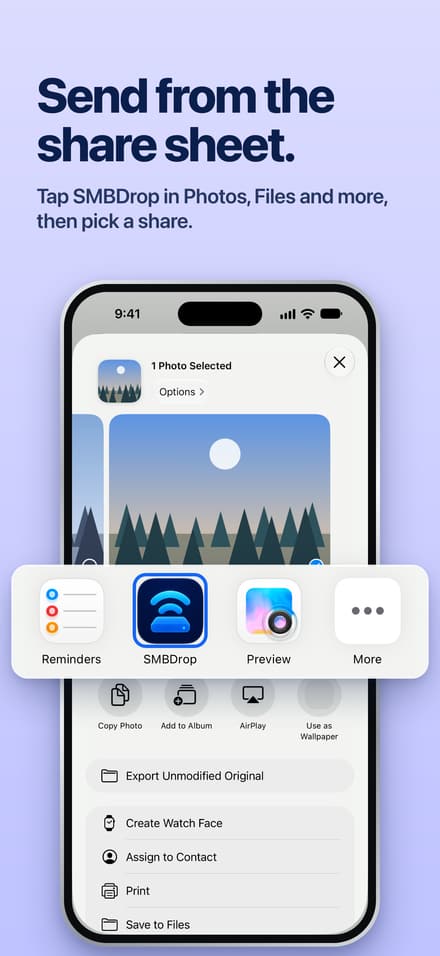 Send from the
share sheet.
Tap SMBDrop in Photos, Files and more,
then pick a share.
9:41
1 Photo Selected
Options
Reminders
SMBDrop
Preview
More
Copy Photo
Add to Album
AirPlay
Use as
Wallpaper
Export Unmodified Original
Create Watch Face
Assign to Contact
Print
Save to Files